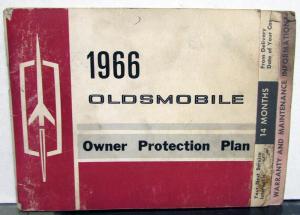 1966
OLDSMOBILE
Owner Protection Plan
From Delivery
Date of Your Car
14 MONTHS
WARRANTY AND MAINTENANCE INFORMATION